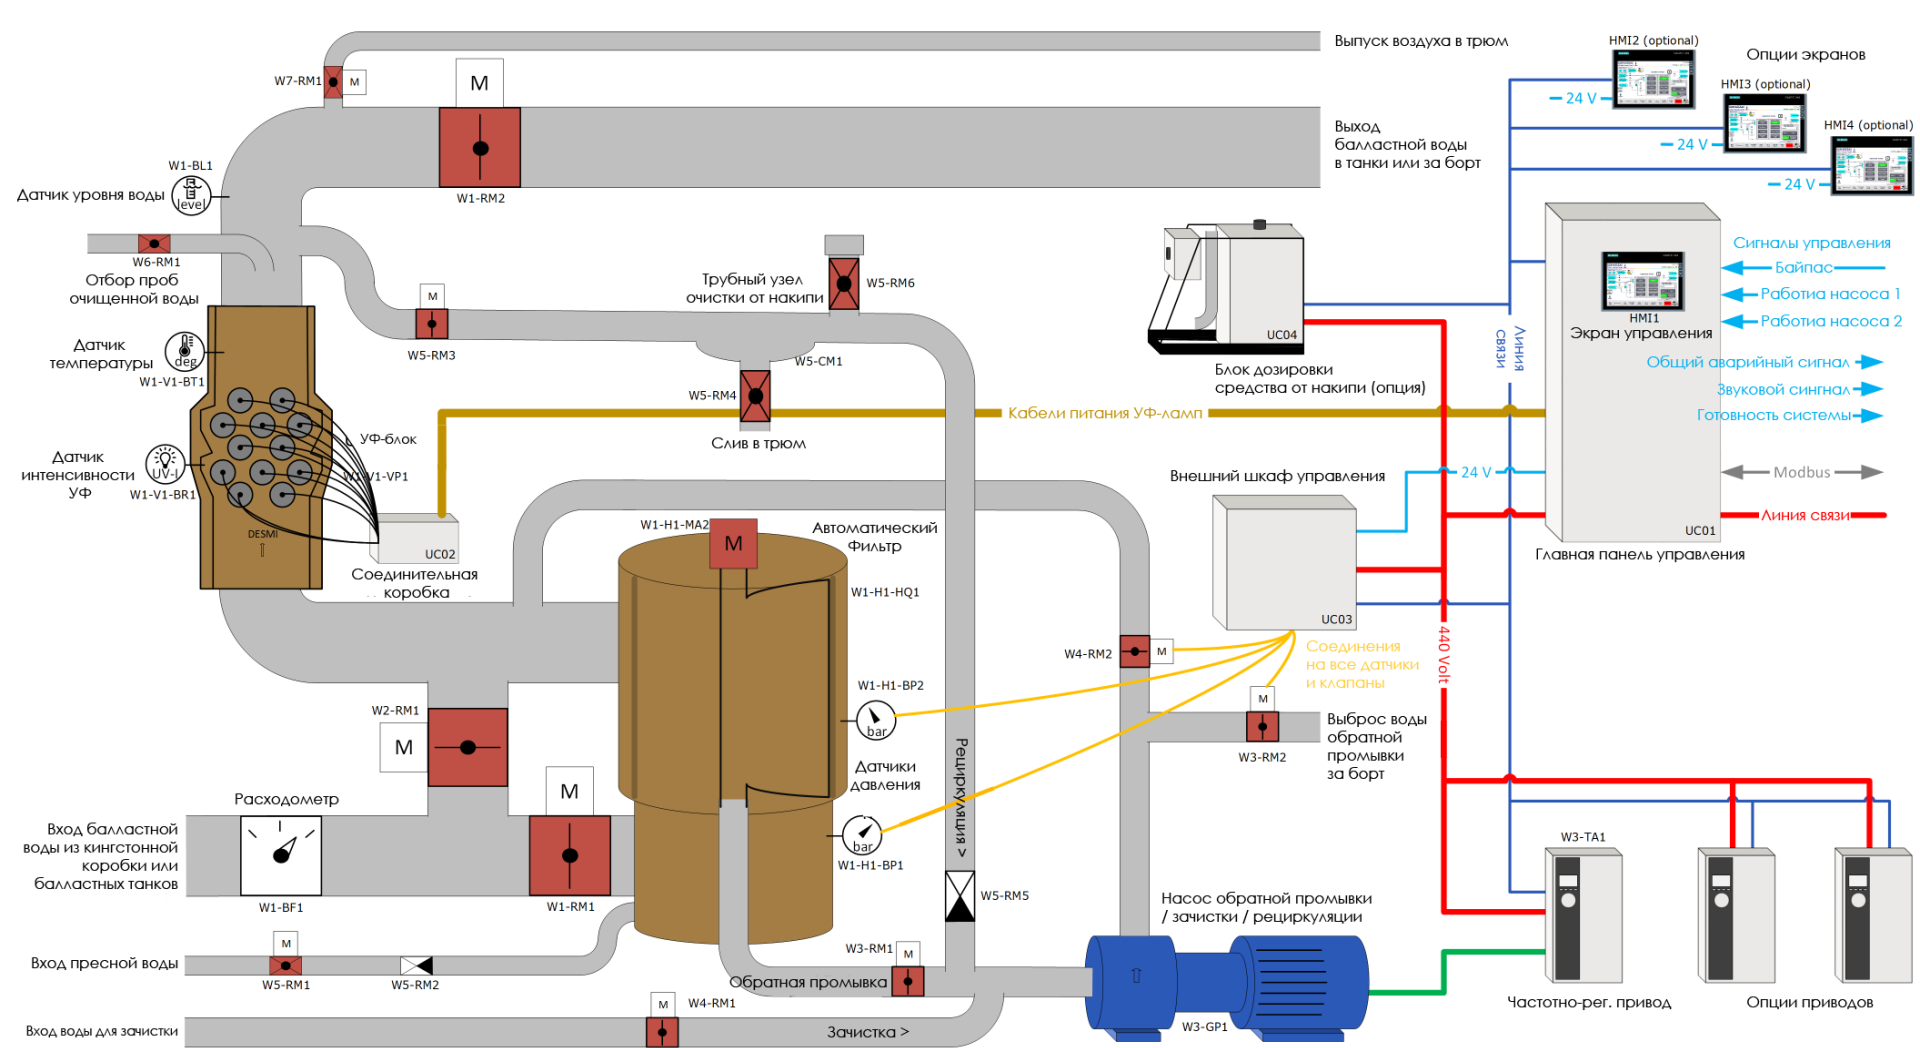 Выпуск воздуха в трюм
HMI2 (optional)
Опции экранов
W7-RM1
M
M
24 V
HMI3 (optional)
Выход
балластной воды
в танки или за борт
24 V
HMI4 (optional)
24 V
W1-BL1
Датчик уровня воды
level
W1-RM2
W6-RM1
Отбор проб
очищенной воды
M
W5-RM3
Трубный узел
очистки от накипи
W5-RM6
UC04
Блок дозировки
средства от накипи (опция)
Линия
связи
HMI1
Экран управления
Сигналы управления
Байпас
Работиа насоса 1
Работиа насоса 2
Общий аварийный сигнал
Звуковой сингнал
Готовность системы
Modbus
Линия связи
UC01
Главная панель управления
Датчик
температуры
deg
W1-V1-BT1
W5-CM1
W5-RM4
Слив в трюм
Кабели питания УФ-ламп
УФ-блок
W1-V1-VP1
Датчик
интенсивности
УФ
UV-I
W1-V1-BR1
DESMI
UC02
Соединительная
коробка
Внешний шкаф управления
24 V
UC03
W1-H1-MA2
M
Автоматический
Фильтр
W1-H1-HQ1
W4-RM2
M
Соединения
на все датчики
и клапаны
440 Volt
W1-H1-BP2
bar
M
W3-RM2
Выброс воды
обратной
промывки
за борт
W2-RM1
M
Датчики
давления
Рециркуляция >
bar
W1-H1-BP1
Расходометр
M
Вход балластной
воды из кингстонной
коробки или
балластных танков
W1-BF1
W1-RM1
W5-RM5
Насос обратной промывки
/ зачистки / рециркуляции
W3-TA1
M
Вход пресной воды
W5-RM1
W5-RM2
W3-RM1
M
Обратная промывка
M
W4-RM1
Вход воды для зачистки
Зачистка >
W3-GP1
Частотно-рег. привод
Опции приводов